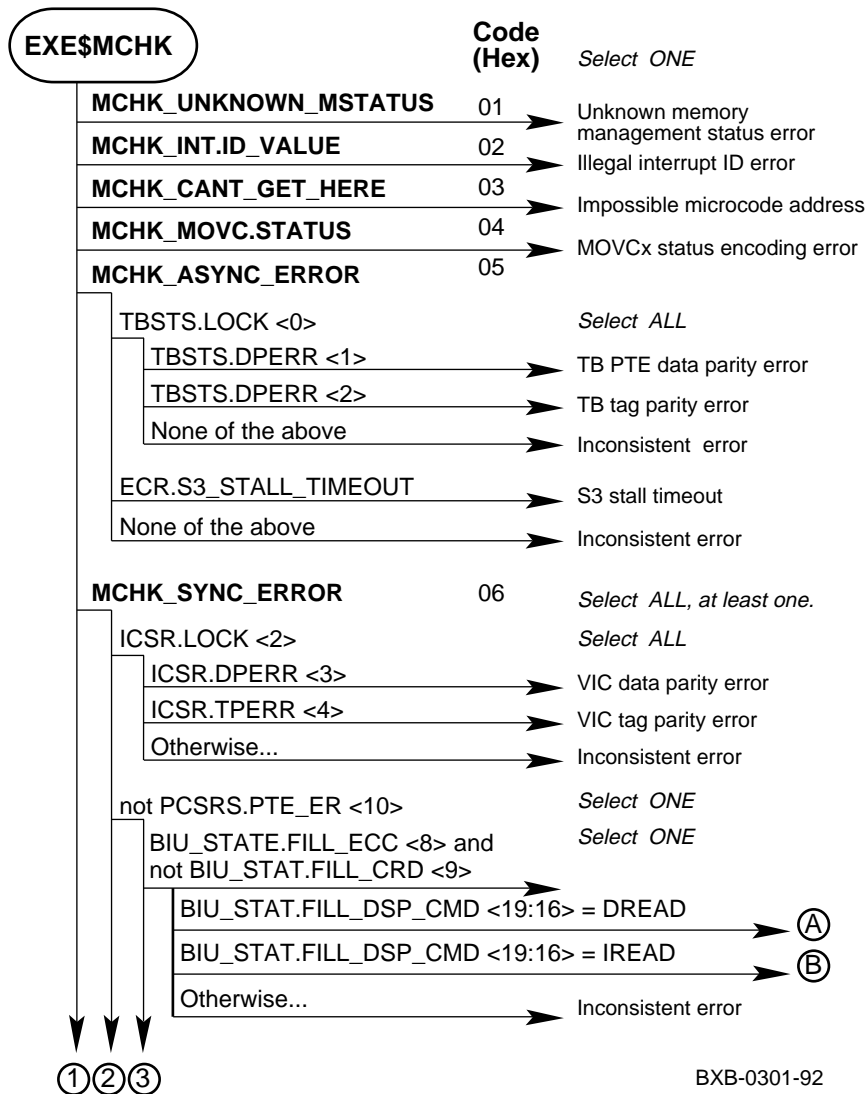 EXE$MCHK
Code
(Hex) Select ONE
MCHK_UNKNOWN_MSTATUS 01 Unknown memory
management status error
MCHK_INT.ID_VALUE 02 Illegal interrupt ID error
MCHK_CANT_GET_HERE 03 Impossible microcode address
MCHK_MOVC.STATUS 04 MOVCx status encoding error
MCHK_ASYNC_ERROR 05
TBSTS.LOCK <0> Select ALL
TBSTS.DPERR <1> TB PTE data parity error
TBSTS.DPERR <2> TB tag parity error
None of the above Inconsistent error
ECR.S3_STALL_TIMEOUT S3 stall timeout
None of the above Inconsistent error
MCHK_SYNC_ERROR 06 Select ALL, at least one.
ICSR.LOCK <2> Select ALL
ICSR.DPERR <3> VIC data parity error
ICSR.TPERR <4> VIC tag parity error
Otherwise... Inconsistent error
not PCSRS.PTE_ER <10> Select ONE
BIU_STATE.FILL_ECC <8> and Select ONE
not BIU_STAT.FILL_CRD <9>
BIU_STAT.FILL_DSP_CMD <19:16> = DREAD A
BIU_STAT.FILL_DSP_CMD <19:16> = IREAD B
Otherwise... Inconsistent error
1 2 3
BXB-0301-92